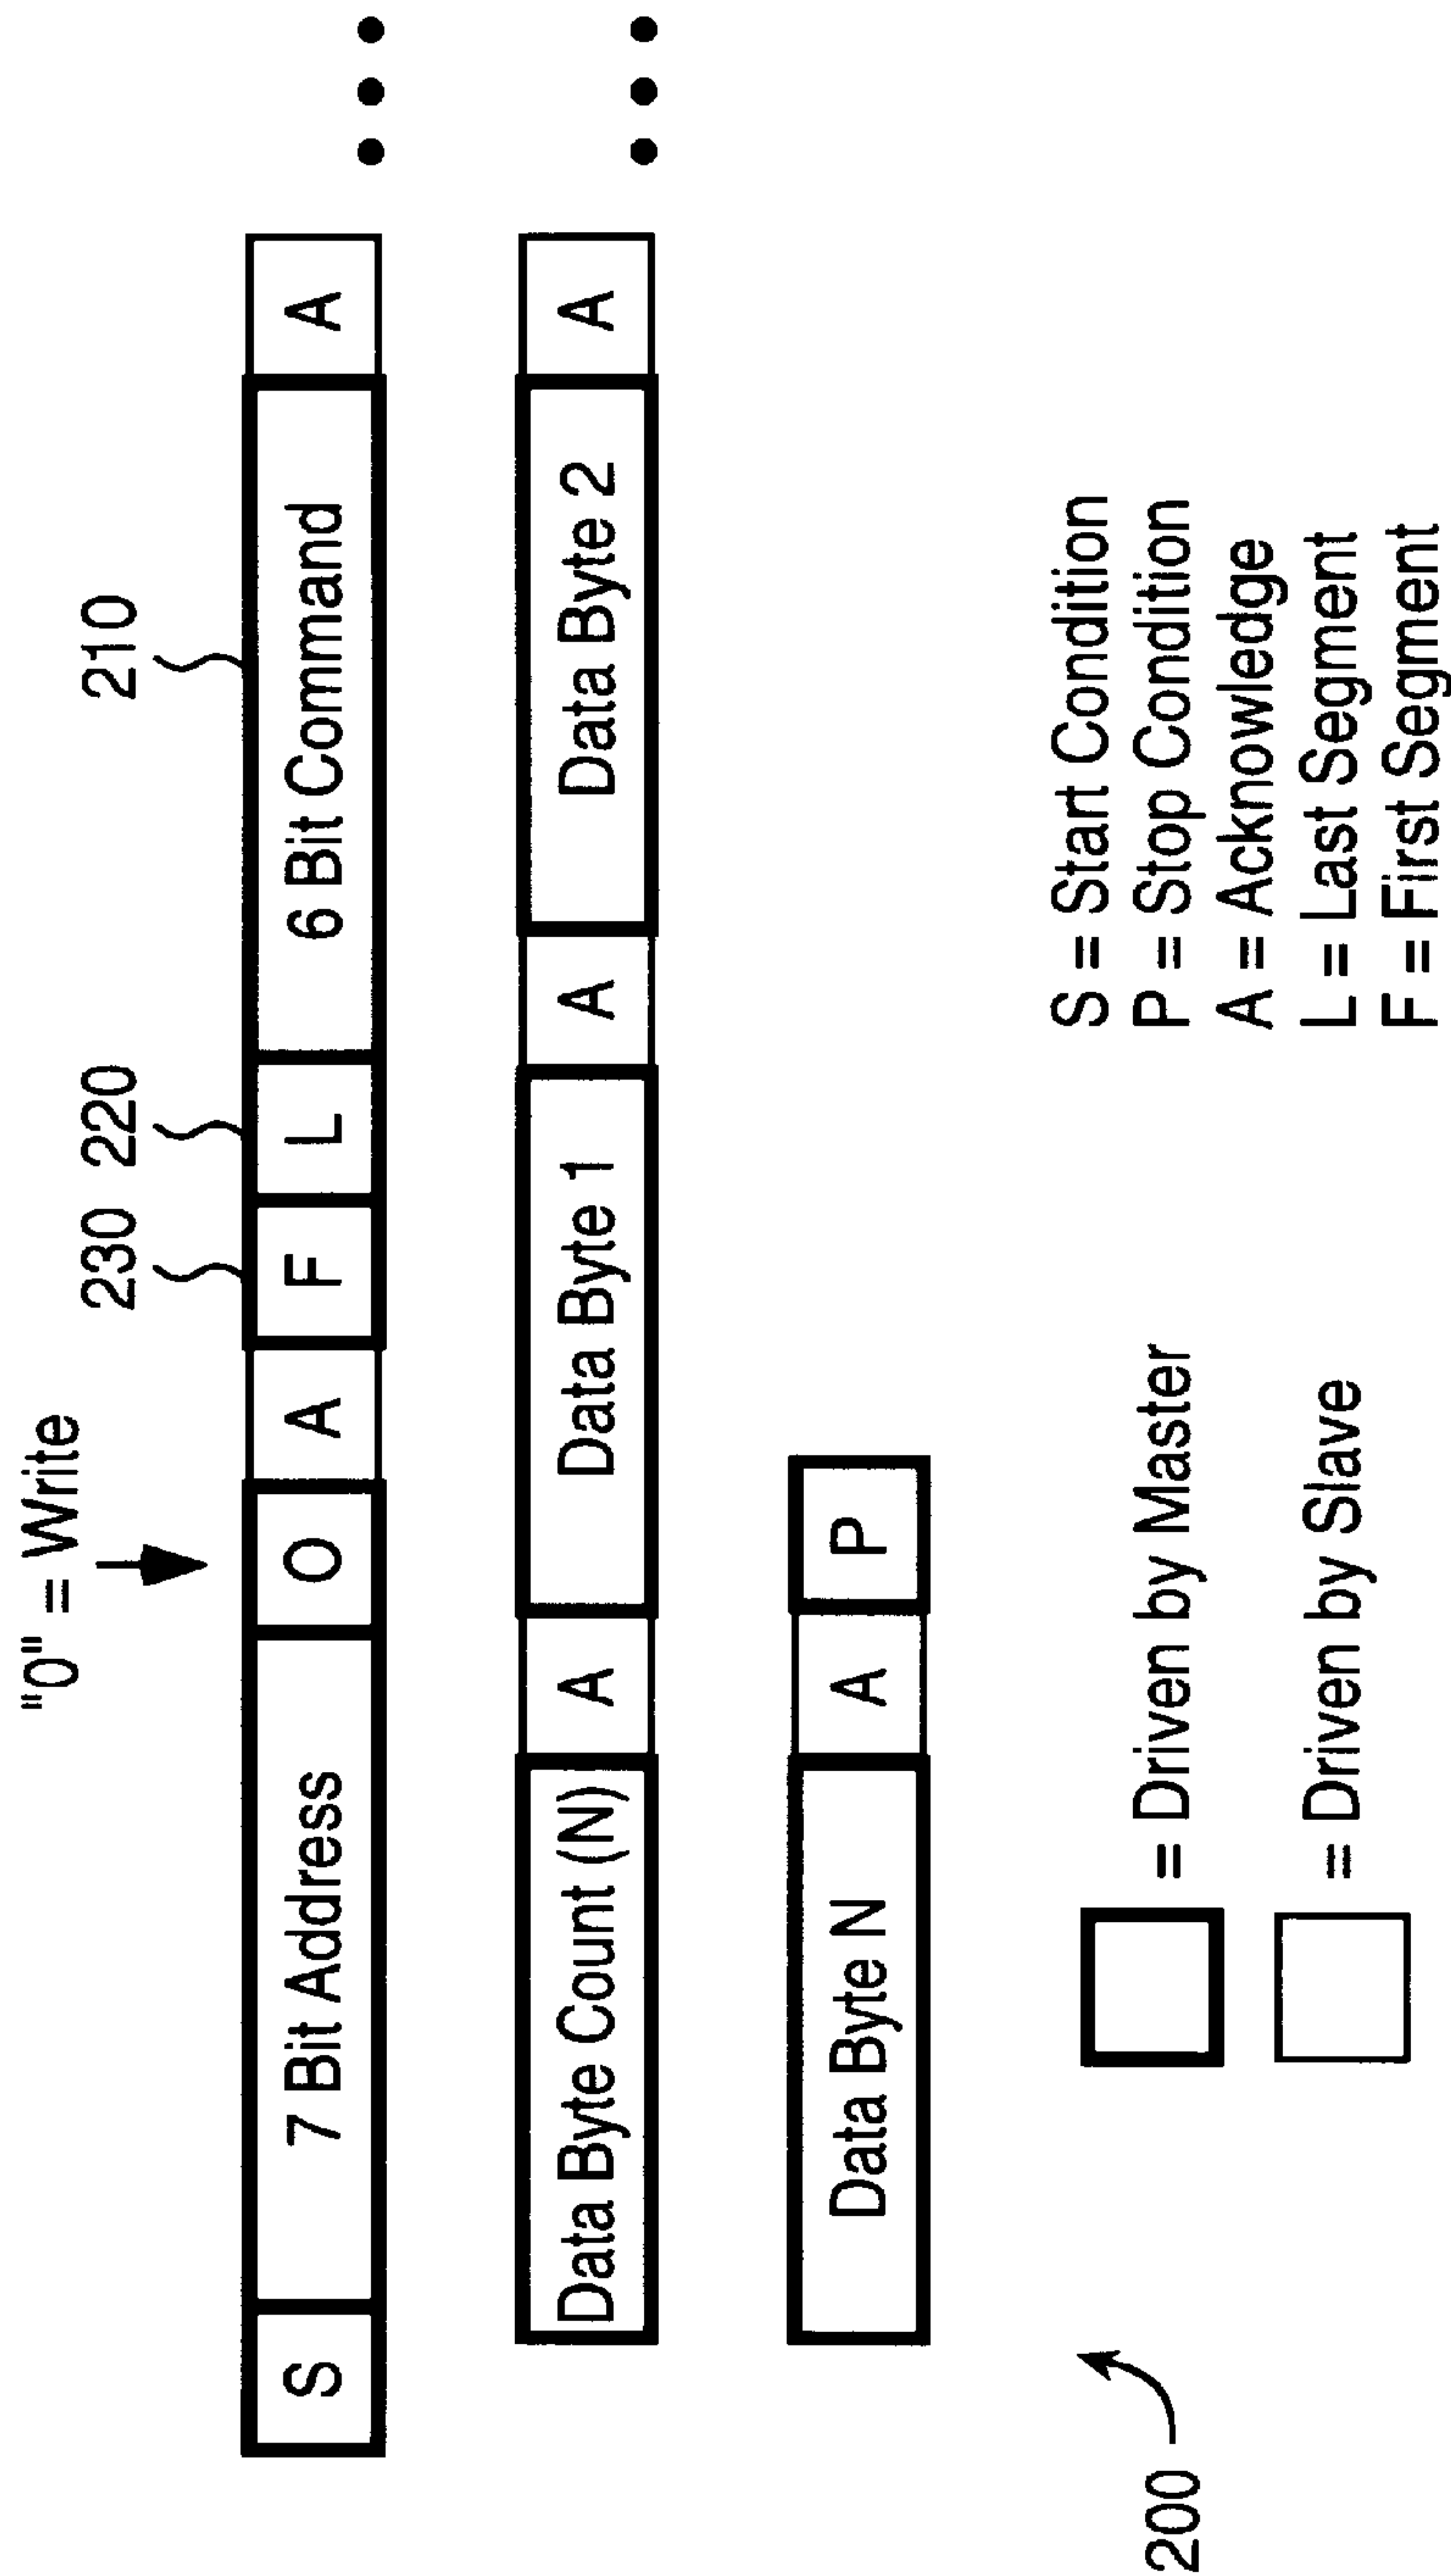 "0" = Write
230 220 210
S 7 Bit Address O A F L 6 Bit Command A
Data Byte Count (N) A Data Byte 1 A Data Byte 2 A
Data Byte N A P
200
= Driven by Master
= Driven by Slave
S = Start Condition
P = Stop Condition
A = Acknowledge
L = Last Segment
F = First Segment